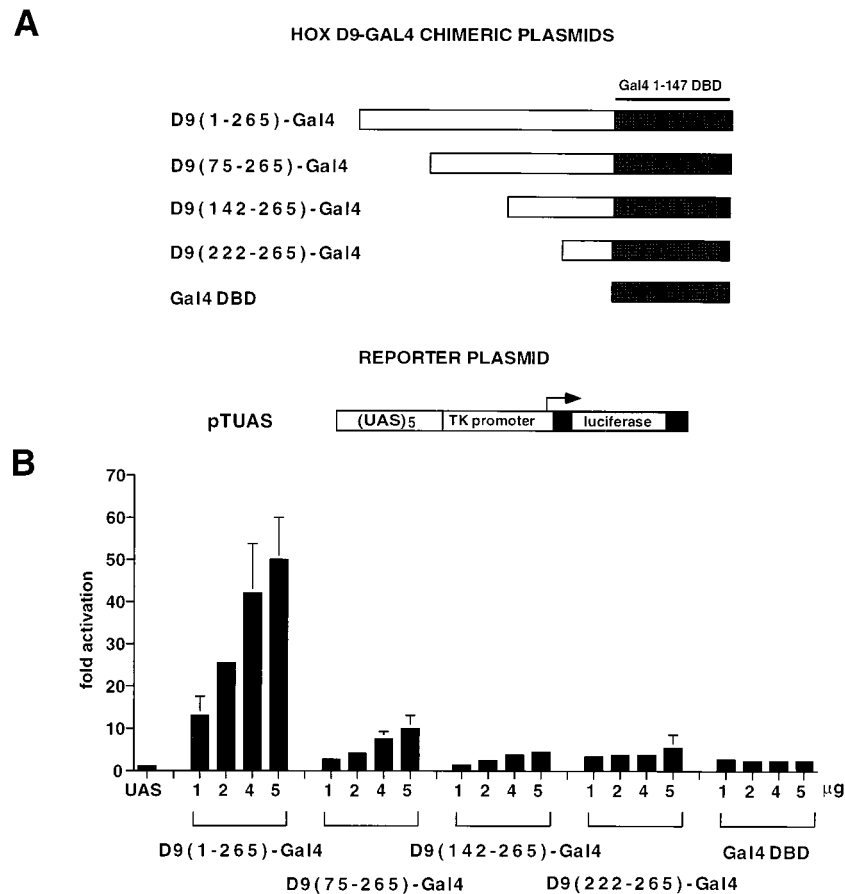 A
HOX D9-GAL4 CHIMERIC PLASMIDS
Gal4 1-147 DBD
D9(1-265)-Gal4
D9(75-265)-Gal4
D9(142-265)-Gal4
D9(222-265)-Gal4
Gal4 DBD
REPORTER PLASMID
pTUAS
(UAS)5
TK promoter
luciferase
B
70
60
50
40
30
20
10
0
fold activation
UAS 1 2 4 5 1 2 4 5 1 2 4 5 1 2 4 5 1 2 4 5 μg
D9(1-265)-Gal4 D9(142-265)-Gal4 Gal4 DBD
D9(75-265)-Gal4 D9(222-265)-Gal4